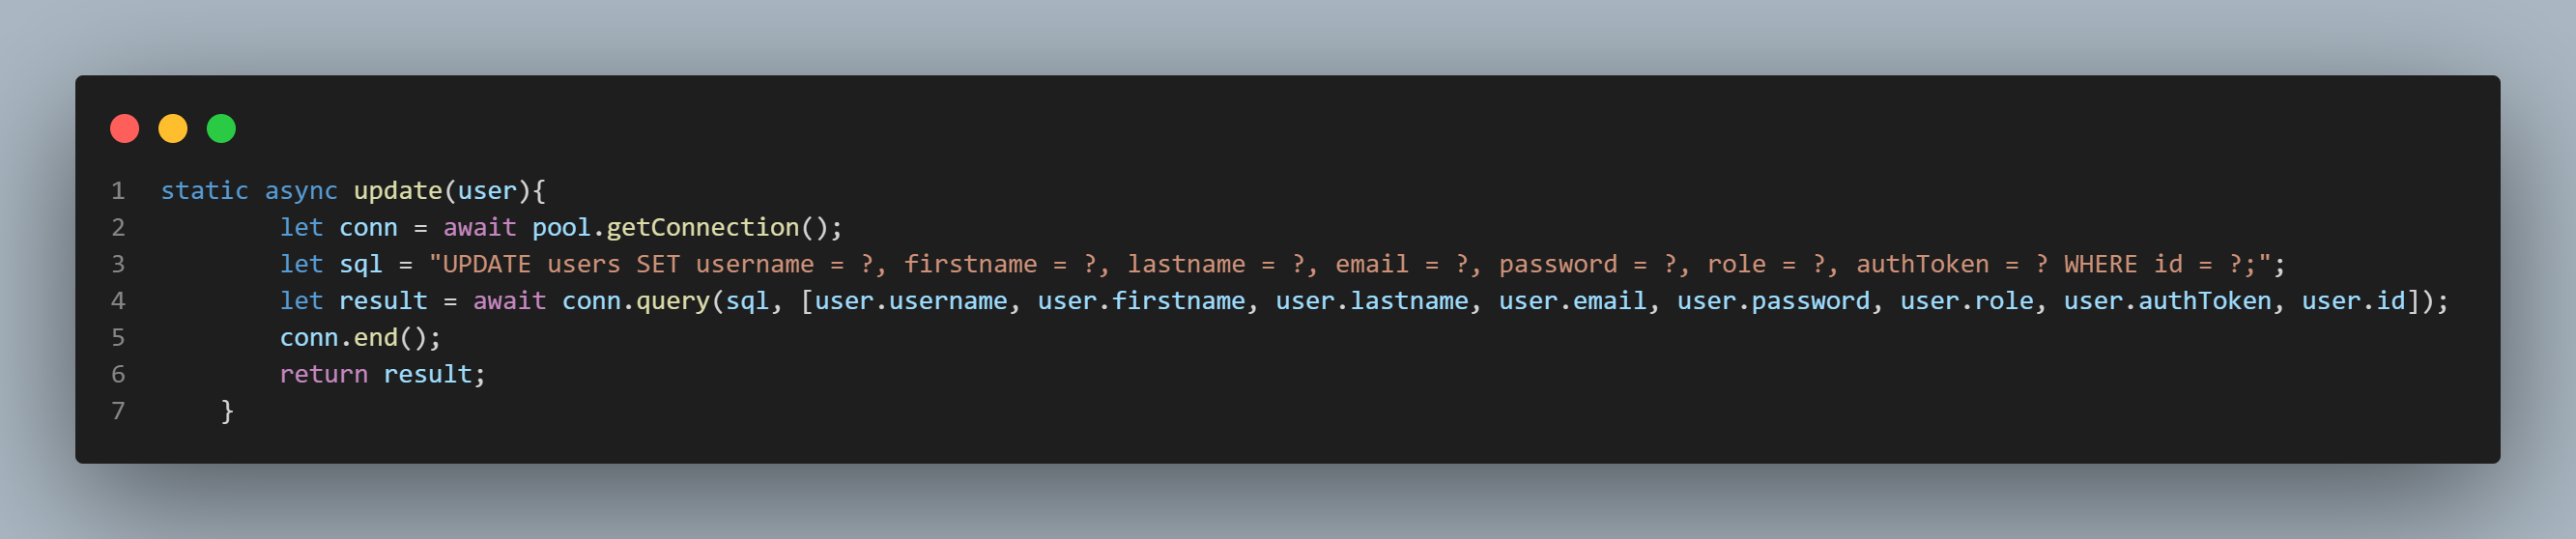 1 static async update(user){
2 let conn = await pool.getConnection();
3 let sql = "UPDATE users SET username = ?, firstname = ?, lastname = ?, email = ?, password = ?, role = ?, authToken = ? WHERE id = ?;";
4 let result = await conn.query(sql, [user.username, user.firstname, user.lastname, user.email, user.password, user.role, user.authToken, user.id]);
5 conn.end();
6 return result;
7 }